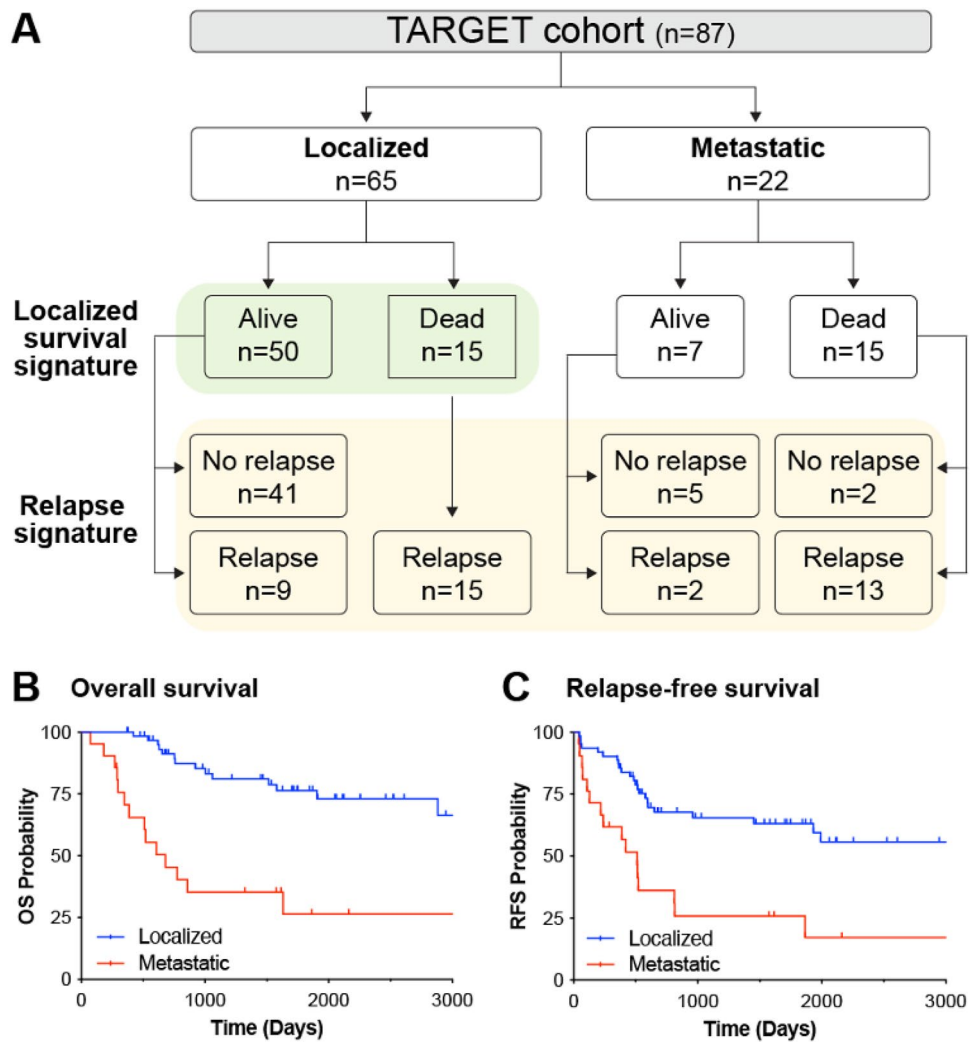 A
TARGET cohort (n=87)
Localized
n=65
Metastatic
n=22
Localized
survival
signature
Alive
n=50
Dead
n=15
Alive
n=7
Dead
n=15
Relapse
signature
No relapse
n=41
No relapse
n=5
No relapse
n=2
Relapse
n=9
Relapse
n=15
Relapse
n=2
Relapse
n=13
B Overall survival
100
75
50
25
0
OS Probability
Localized
Metastatic
0 1000 2000 3000
Time (Days)
C Relapse-free survival
100
75
50
25
0
RFS Probability
Localized
Metastatic
0 1000 2000 3000
Time (Days)